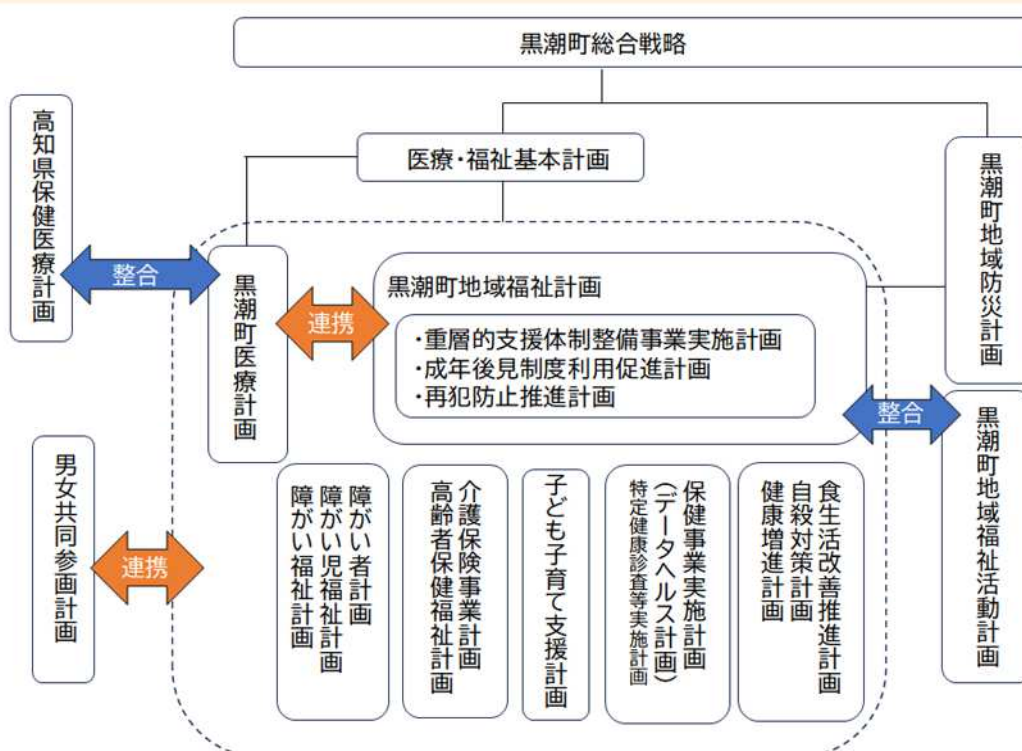 黒潮町総合戦略
医療・福祉基本計画
高知県保健医療計画
整合
黒潮町医療計画
連携
黒潮町地域福祉計画
・重層的支援体制整備事業実施計画
・成年後見制度利用促進計画
・再犯防止推進計画
黒潮町地域防災計画
整合
黒潮町地域福祉活動計画
男女共同参画計画
連携
障がい者計画
障がい児福祉計画
障がい福祉計画
介護保険事業計画
高齢者保健福祉計画
子ども子育て支援計画
保健事業実施計画
(データヘルス計画)
特定健康診査等実施計画
食生活改善推進計画
自殺対策計画
健康増進計画